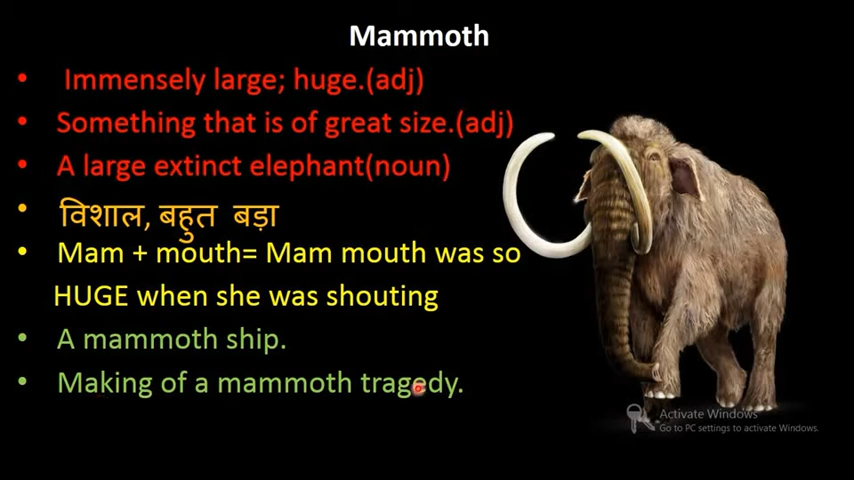 Mammoth
• Immensely large; huge.(adj)
• Something that is of great size.(adj)
• A large extinct elephant(noun)
• विशाल, बहुत बड़ा
• Mam + mouth= Mam mouth was so
HUGE when she was shouting
• A mammoth ship.
• Making of a mammoth tragedy.
Activate Windows
Go to PC settings to activate Windows.